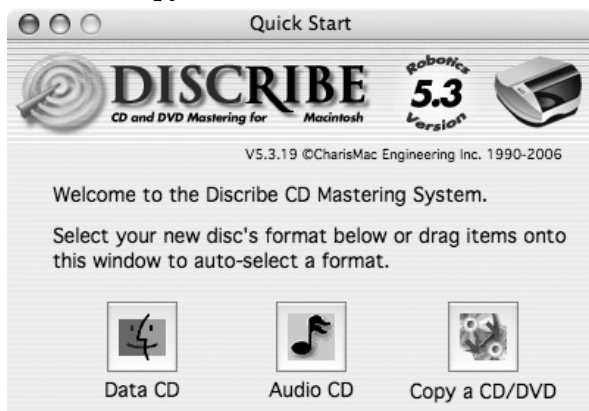 Quick Start
DISCRIBE
CD and DVD Mastering for Macintosh
Robotics
5.3
Version
V5.3.19 ©CharisMac Engineering Inc. 1990-2006
Welcome to the Discribe CD Mastering System.
Select your new disc's format below or drag items onto
this window to auto-select a format.
Data CD
Audio CD
Copy a CD/DVD